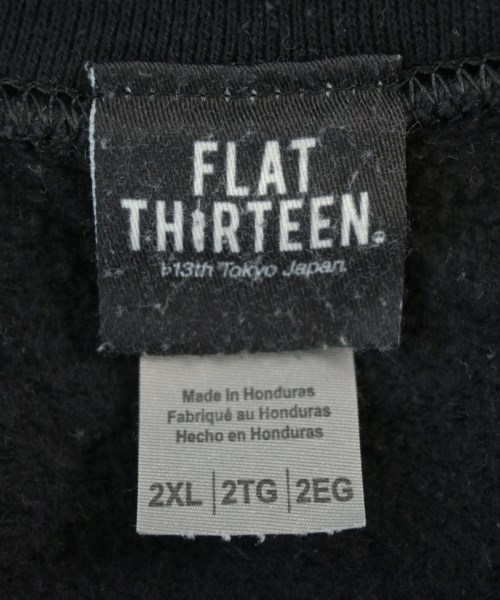 FLAT
THIRTEEN
♭13th Tokyo Japan.
Made in Honduras
Fabriqué au Honduras
Hecho en Honduras
2XL | 2TG | 2EG